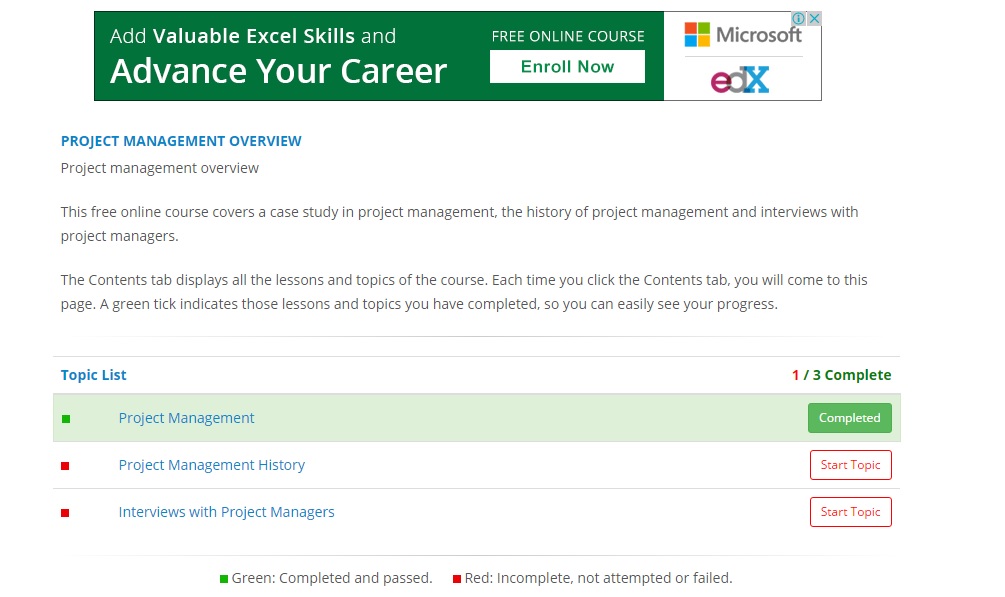 Add Valuable Excel Skills and
Advance Your Career
FREE ONLINE COURSE
Enroll Now
Microsoft
edX
PROJECT MANAGEMENT OVERVIEW
Project management overview
This free online course covers a case study in project management, the history of project management and interviews with
project managers.
The Contents tab displays all the lessons and topics of the course. Each time you click the Contents tab, you will come to this
page. A green tick indicates those lessons and topics you have completed, so you can easily see your progress.
Topic List 1 / 3 Complete
Project Management Completed
Project Management History Start Topic
Interviews with Project Managers Start Topic
Green: Completed and passed. Red: Incomplete, not attempted or failed.